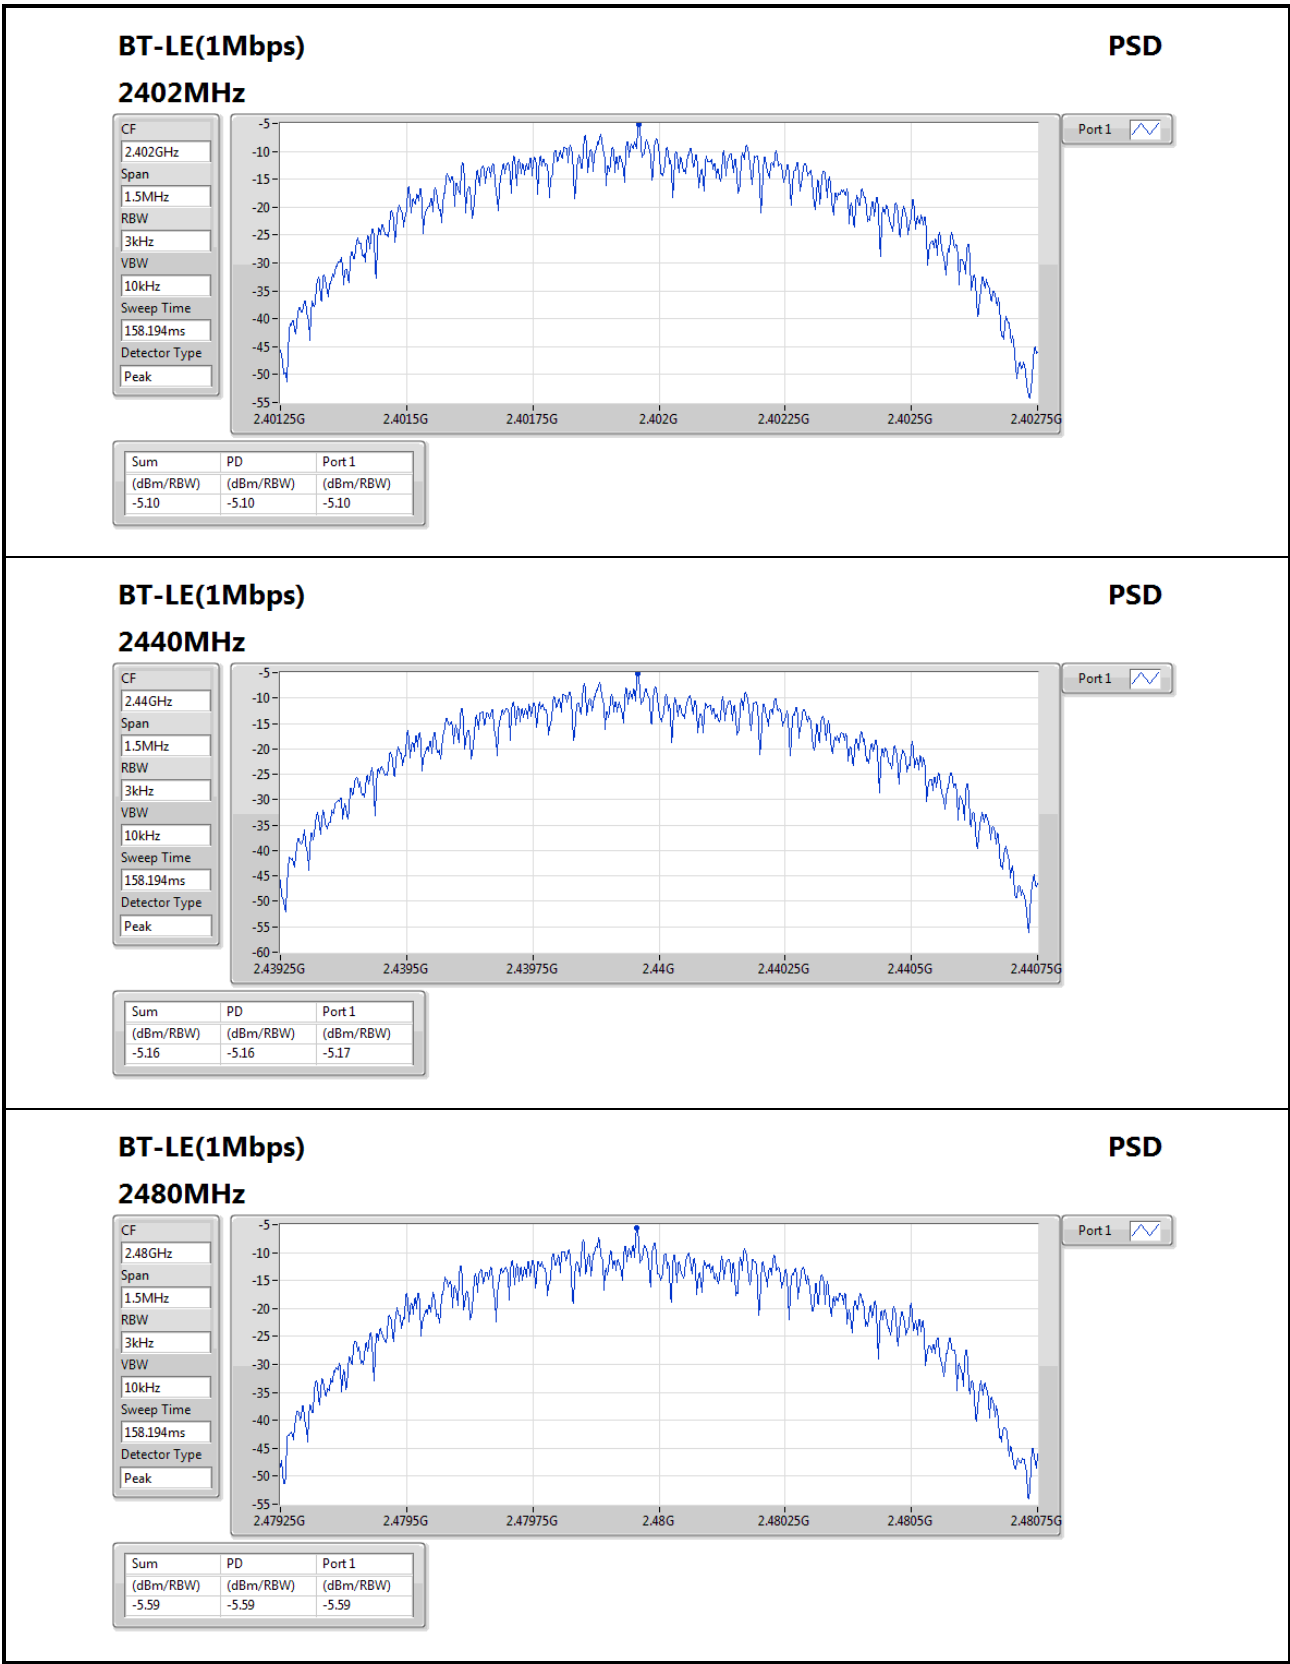 BT-LE(1Mbps) PSD
2402MHz
CF
2.402GHz
Span
1.5MHz
RBW
3kHz
VBW
10kHz
Sweep Time
158.194ms
Detector Type
Peak
-5
-10
-15
-20
-25
-30
-35
-40
-45
-50
-55
2.40125G 2.4015G 2.40175G 2.402G 2.40225G 2.4025G 2.40275G
Port 1
Sum PD Port 1
(dBm/RBW) (dBm/RBW) (dBm/RBW)
-5.10 -5.10 -5.10
BT-LE(1Mbps) PSD
2440MHz
CF
2.44GHz
Span
1.5MHz
RBW
3kHz
VBW
10kHz
Sweep Time
158.194ms
Detector Type
Peak
-5
-10
-15
-20
-25
-30
-35
-40
-45
-50
-55
-60
2.43925G 2.4395G 2.43975G 2.44G 2.44025G 2.4405G 2.44075G
Port 1
Sum PD Port 1
(dBm/RBW) (dBm/RBW) (dBm/RBW)
-5.16 -5.16 -5.17
BT-LE(1Mbps) PSD
2480MHz
CF
2.48GHz
Span
1.5MHz
RBW
3kHz
VBW
10kHz
Sweep Time
158.194ms
Detector Type
Peak
-5
-10
-15
-20
-25
-30
-35
-40
-45
-50
-55
2.47925G 2.4795G 2.47975G 2.48G 2.48025G 2.4805G 2.48075G
Port 1
Sum PD Port 1
(dBm/RBW) (dBm/RBW) (dBm/RBW)
-5.59 -5.59 -5.59